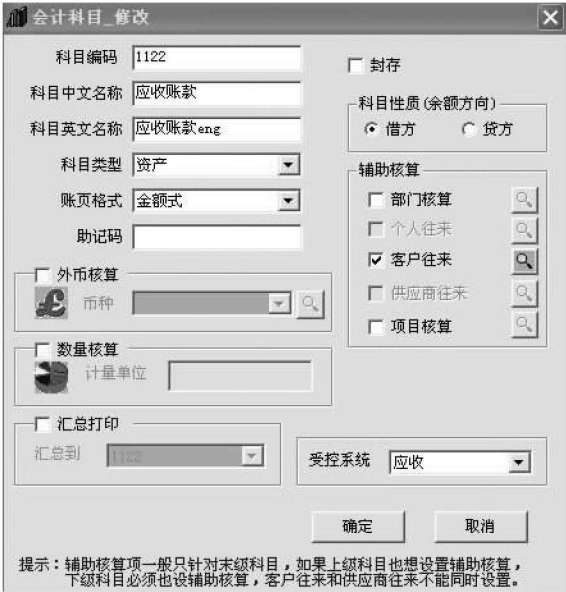 会计科目_修改
科目编码 1122
封存
科目中文名称 应收账款
科目性质(余额方向)
借方 贷方
科目英文名称 应收账款eng
科目类型 资产
辅助核算
部门核算
账页格式 金额式
个人往来
助记码
客户往来
外币核算
供应商往来
币种
项目核算
数量核算
计量单位
汇总打印
汇总到 1122
受控系统 应收
确定 取消
提示：辅助核算项一般只针对末级科目，如果上级科目也想设置辅助核算，
下级科目必须也设辅助核算，客户往来和供应商往来不能同时设置。